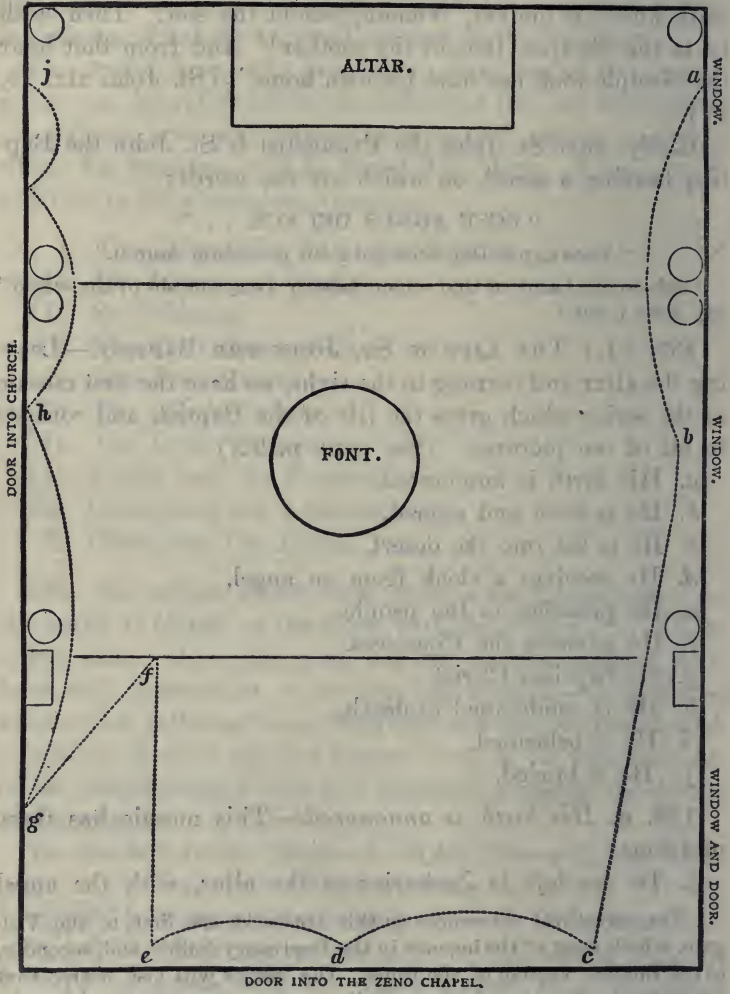 ALTAR.
j
a
WINDOW.
h
DOOR INTO CHURCH.
FONT.
b
WINDOW.
f
g
WINDOW AND DOOR.
e
d
c
DOOR INTO THE ZENO CHAPEL.